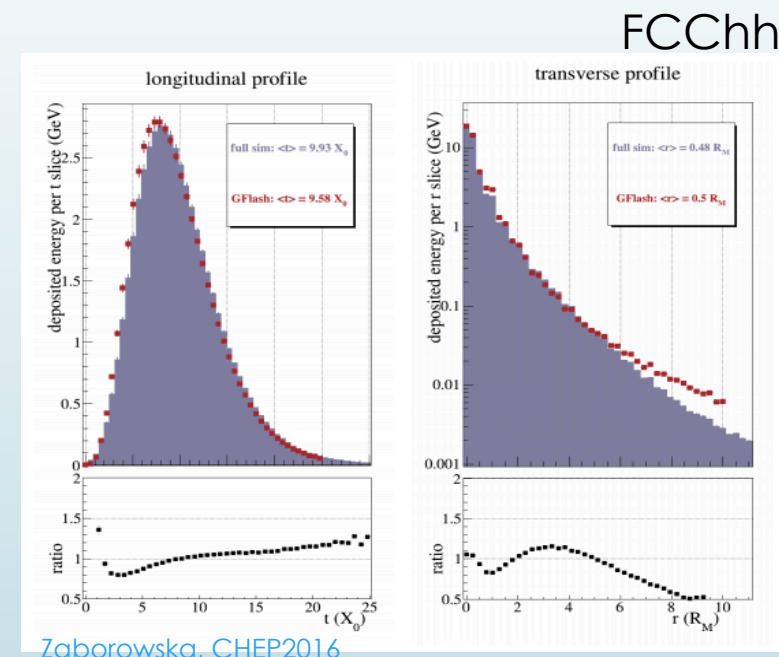 FCChh
longitudinal profile
deposited energy per t slice (GeV)
2.5
2
1.5
1
0.5
0
full sim: <t> = 9.93 X0
GFlash: <t> = 9.58 X0
ratio
2
1.5
1
0.5
0
5
10
15
20
25
t (X0)
transverse profile
deposited energy per r slice (GeV)
10
1
0.1
0.01
0.001
full sim: <r> = 0.48 RM
GFlash: <r> = 0.5 RM
ratio
2
1.5
1
0.5
0
2
4
6
8
10
r (RM)
Zaborowska, CHEP2016